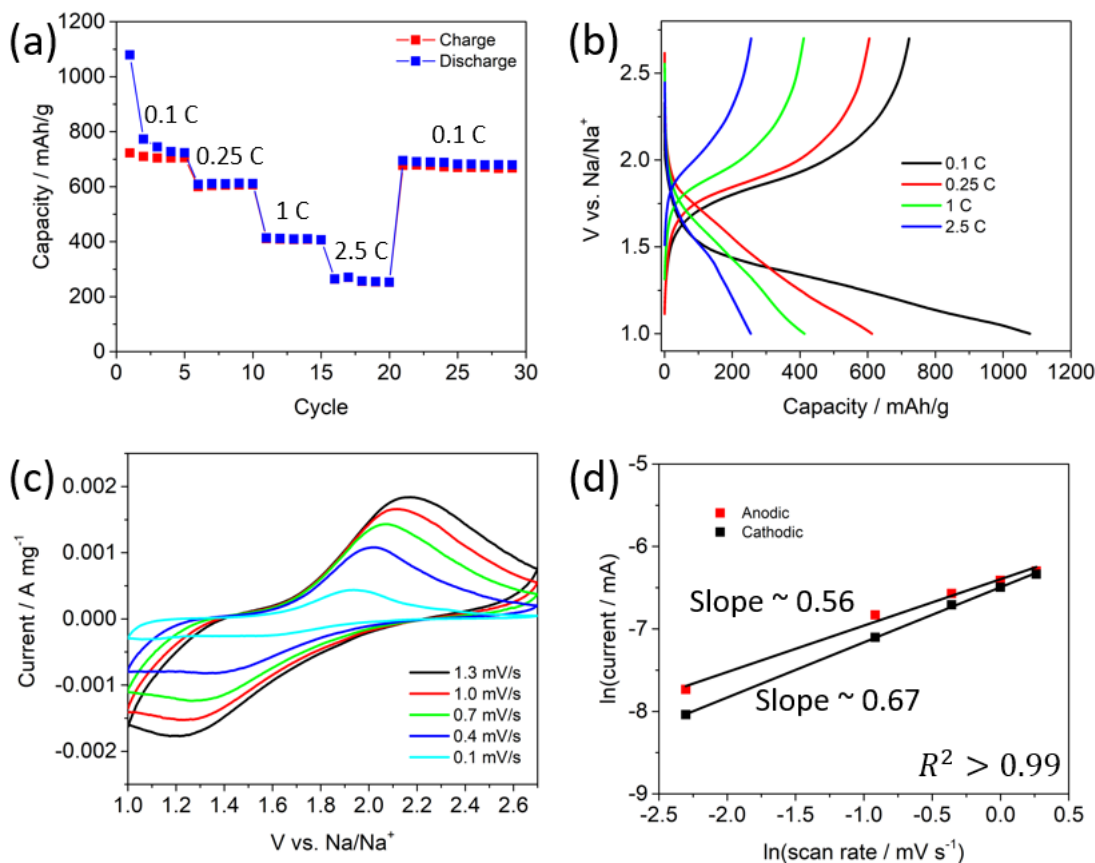 (a)
1200
1000
800
600
400
200
0
Capacity / mAh/g
0 5 10 15 20 25 30
Cycle
Charge
Discharge
0.1 C
0.25 C
1 C
2.5 C
0.1 C
(b)
2.5
2.0
1.5
1.0
V vs. Na/Na⁺
0 200 400 600 800 1000 1200
Capacity / mAh/g
0.1 C
0.25 C
1 C
2.5 C
(c)
0.002
0.001
0.000
-0.001
-0.002
Current / A mg⁻¹
1.0 1.2 1.4 1.6 1.8 2.0 2.2 2.4 2.6
V vs. Na/Na⁺
1.3 mV/s
1.0 mV/s
0.7 mV/s
0.4 mV/s
0.1 mV/s
(d)
-5
-6
-7
-8
-9
ln(current / mA)
-2.5 -2.0 -1.5 -1.0 -0.5 0.0 0.5
ln(scan rate / mV s⁻¹)
Anodic
Cathodic
Slope ~ 0.56
Slope ~ 0.67
R² > 0.99